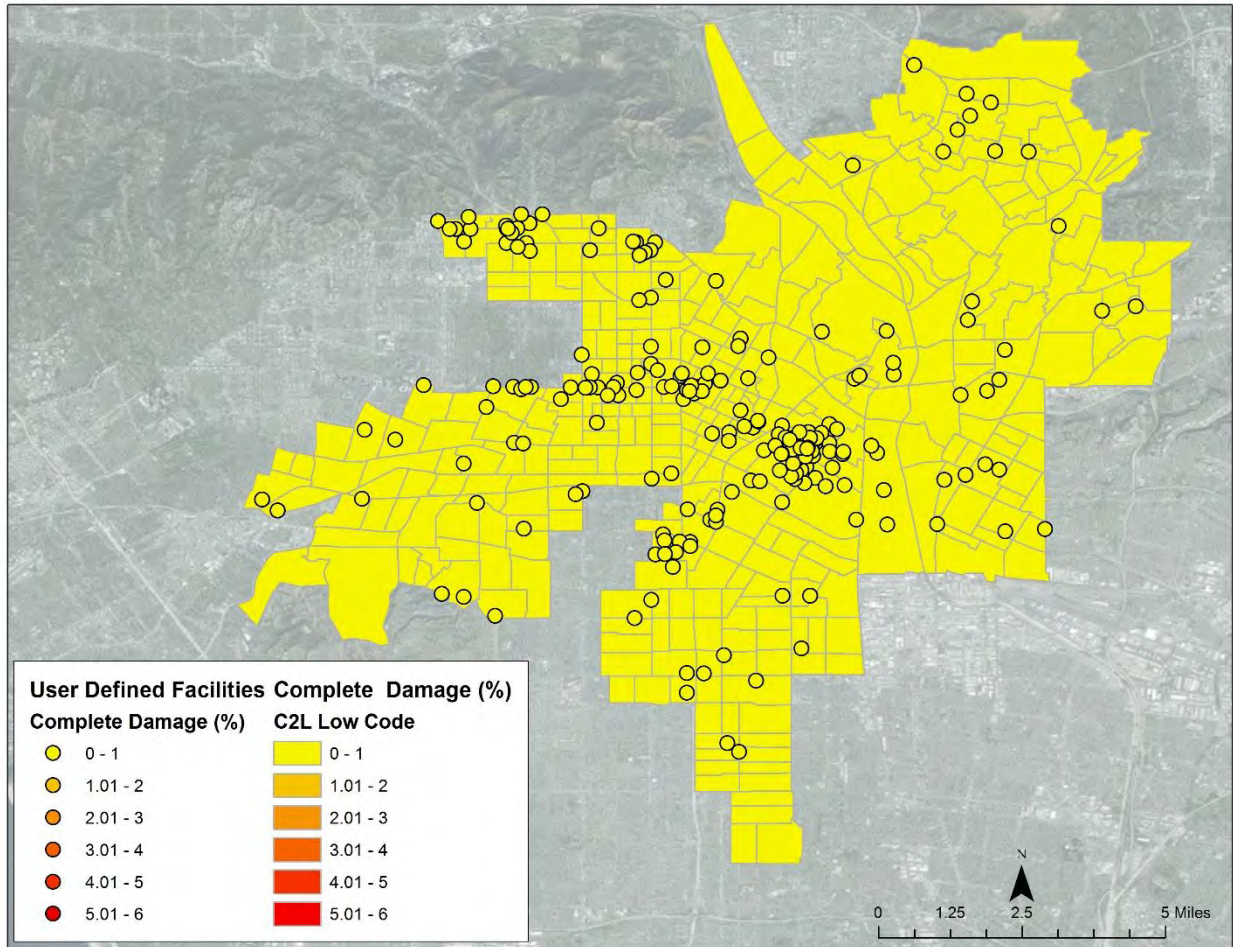 User Defined Facilities Complete Damage (%)
Complete Damage (%) C2L Low Code
0 - 1 0 - 1
1.01 - 2 1.01 - 2
2.01 - 3 2.01 - 3
3.01 - 4 3.01 - 4
4.01 - 5 4.01 - 5
5.01 - 6 5.01 - 6
N
0 1.25 2.5 5 Miles